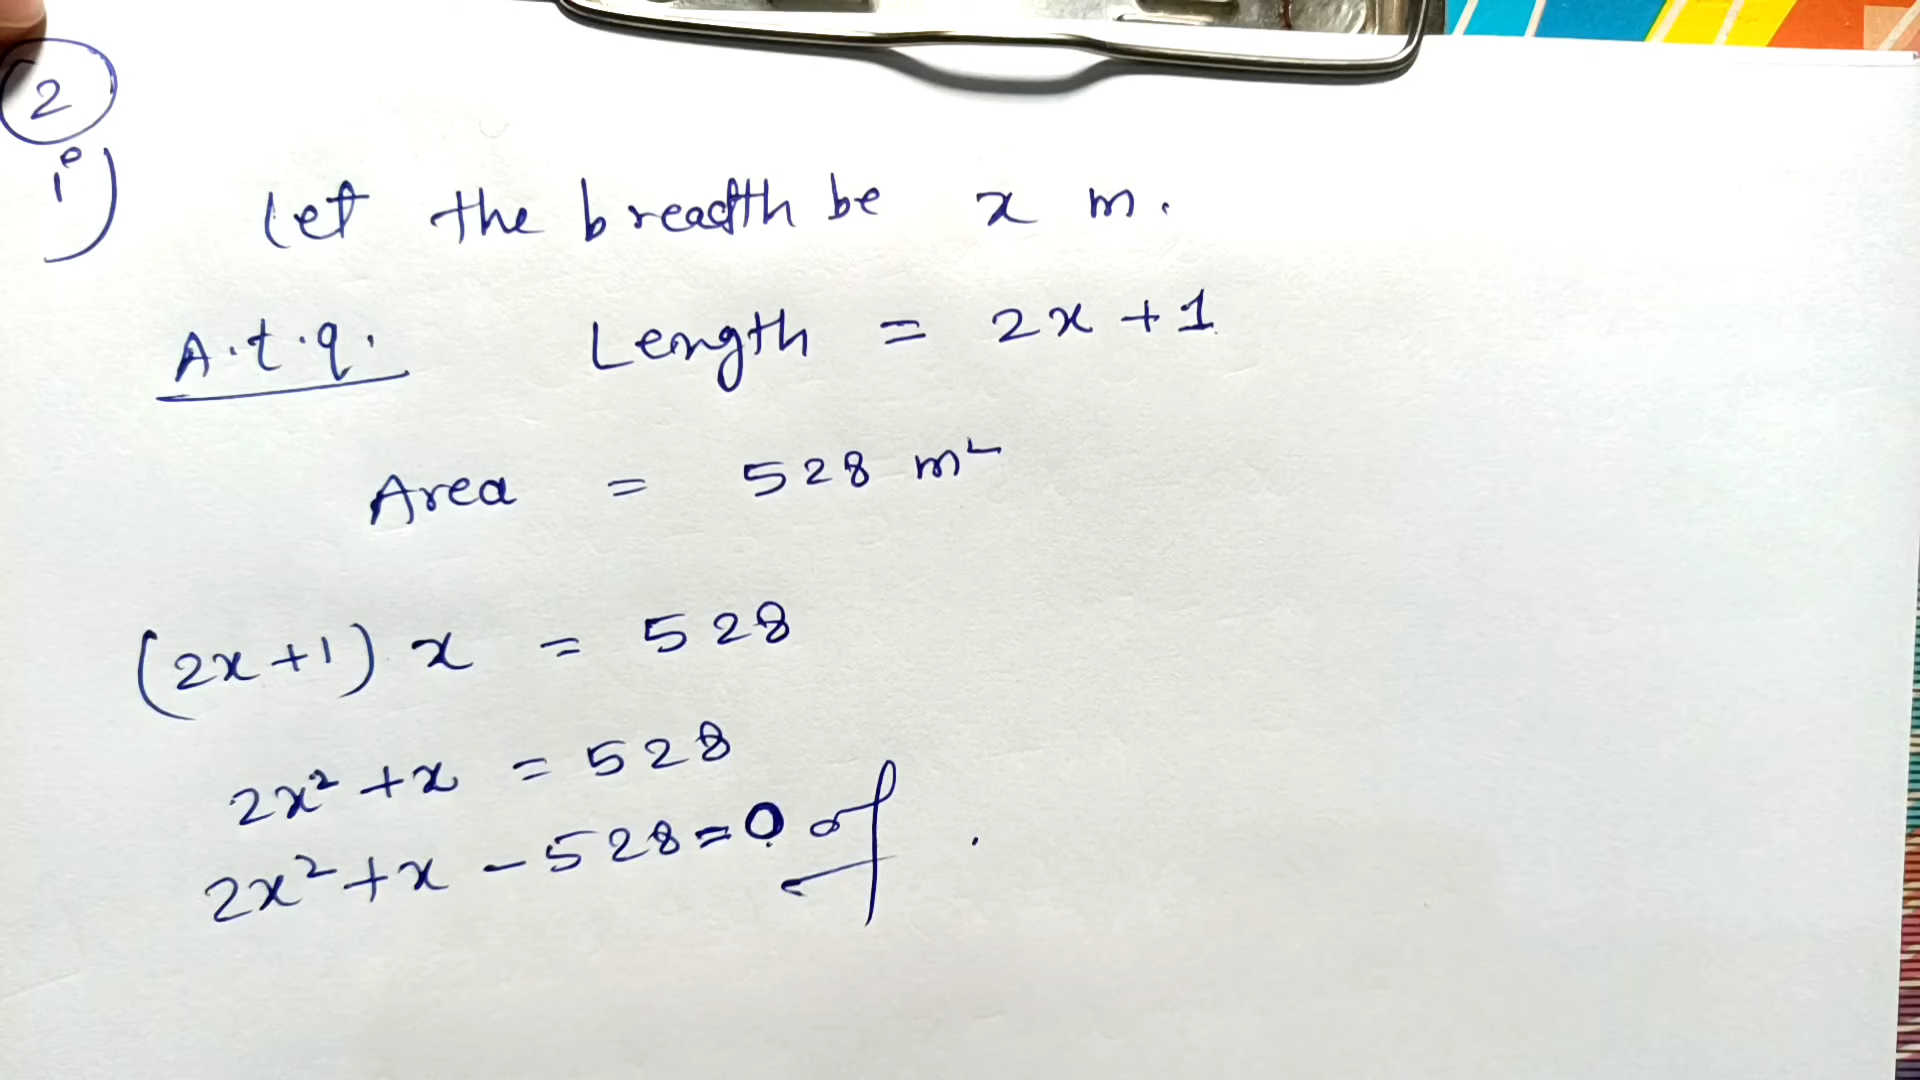 2
i)
Let the breadth be x m.
A.t.q. Length = 2x + 1
Area = 528 m²
(2x+1) x = 528
2x² + x = 528
2x² + x - 528 = 0